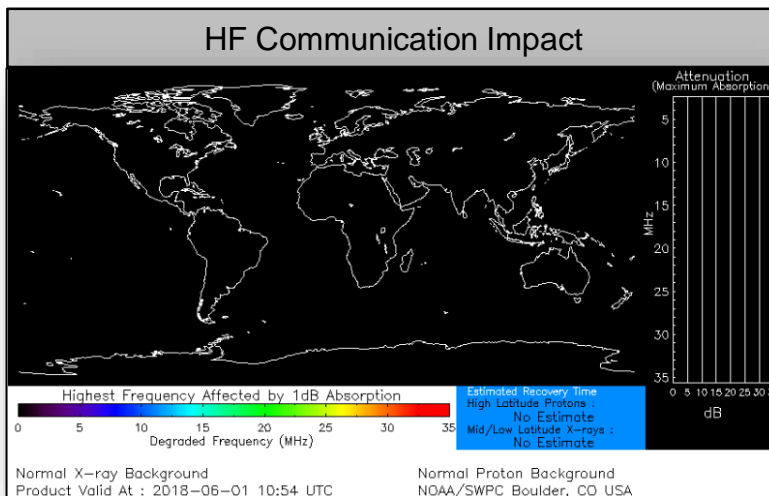 HF Communication Impact
Attenuation
(Maximum Absorption
5
10
15
20
25
30
35
MHz
0 5 10 15 20 25 30
dB
Highest Frequency Affected by 1dB Absorption
0 5 10 15 20 25 30 35
Degraded Frequency (MHz)
Estimated Recovery Time
High Latitude Protons :
No Estimate
Mid/Low Latitude X-rays :
No Estimate
Normal X-ray Background
Product Valid At : 2018-06-01 10:54 UTC
Normal Proton Background
NOAA/SWPC Boulder, CO USA